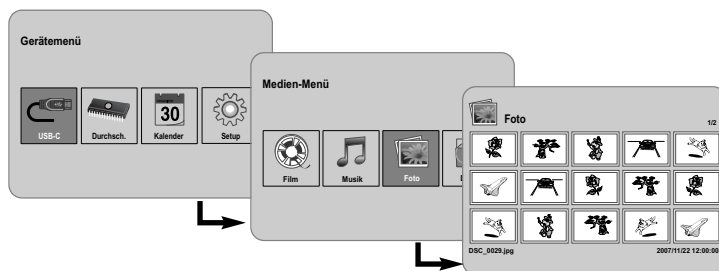 Gerätemenü
USB-C
Durchsch.
30
Kalender
Setup
Medien-Menü
Film
Musik
Foto
Foto
1/2
DSC_0029.jpg
2007/11/22 12:00:00